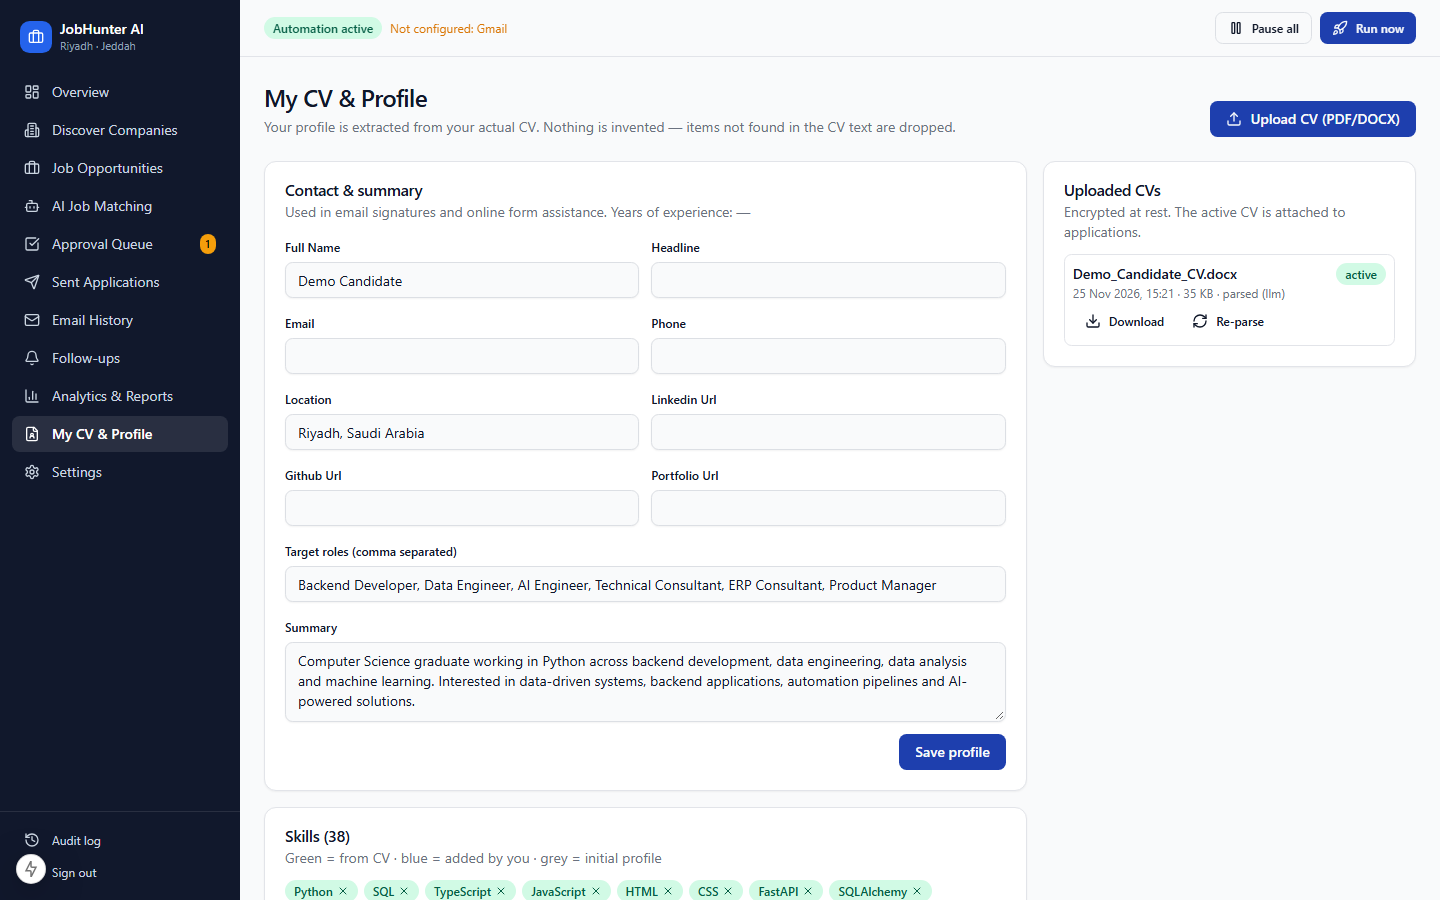 JobHunter AI
Riyadh · Jeddah
Overview
Discover Companies
Job Opportunities
AI Job Matching
Approval Queue 1
Sent Applications
Email History
Follow-ups
Analytics & Reports
My CV & Profile
Settings
Audit log
Sign out
Automation active Not configured: Gmail
Pause all
Run now
My CV & Profile
Your profile is extracted from your actual CV. Nothing is invented — items not found in the CV text are dropped.
Upload CV (PDF/DOCX)
Contact & summary
Used in email signatures and online form assistance. Years of experience: —
Full Name
Demo Candidate
Headline
Email
Phone
Location
Riyadh, Saudi Arabia
Linkedin Url
Github Url
Portfolio Url
Target roles (comma separated)
Backend Developer, Data Engineer, AI Engineer, Technical Consultant, ERP Consultant, Product Manager
Summary
Computer Science graduate working in Python across backend development, data engineering, data analysis
and machine learning. Interested in data-driven systems, backend applications, automation pipelines and AI-
powered solutions.
Save profile
Skills (38)
Green = from CV · blue = added by you · grey = initial profile
Python × SQL × TypeScript × JavaScript × HTML × CSS × FastAPI × SQLAlchemy ×
Uploaded CVs
Encrypted at rest. The active CV is attached to
applications.
Demo_Candidate_CV.docx active
25 Nov 2026, 15:21 · 35 KB · parsed (llm)
Download Re-parse